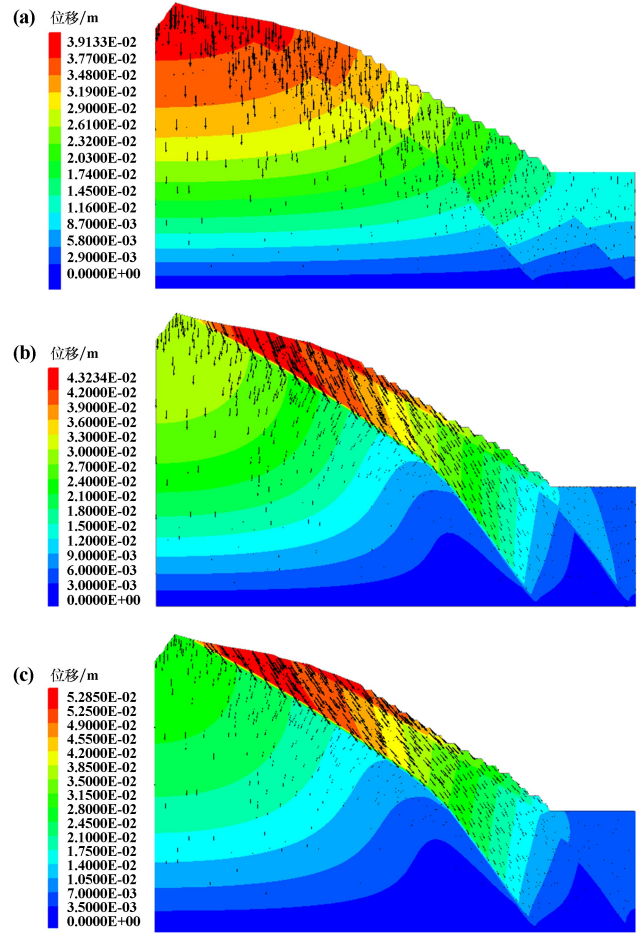 (a) 位移/m
3.9133E-02
3.7700E-02
3.4800E-02
3.1900E-02
2.9000E-02
2.6100E-02
2.3200E-02
2.0300E-02
1.7400E-02
1.4500E-02
1.1600E-02
8.7000E-03
5.8000E-03
2.9000E-03
0.0000E+00
(b) 位移/m
4.3234E-02
4.2000E-02
3.9000E-02
3.6000E-02
3.3000E-02
3.0000E-02
2.7000E-02
2.4000E-02
2.1000E-02
1.8000E-02
1.5000E-02
1.2000E-02
9.0000E-03
6.0000E-03
3.0000E-03
0.0000E+00
(c) 位移/m
5.2850E-02
5.2500E-02
4.9000E-02
4.5500E-02
4.2000E-02
3.8500E-02
3.5000E-02
3.1500E-02
2.8000E-02
2.4500E-02
2.1000E-02
1.7500E-02
1.4000E-02
1.0500E-02
7.0000E-03
3.5000E-03
0.0000E+00